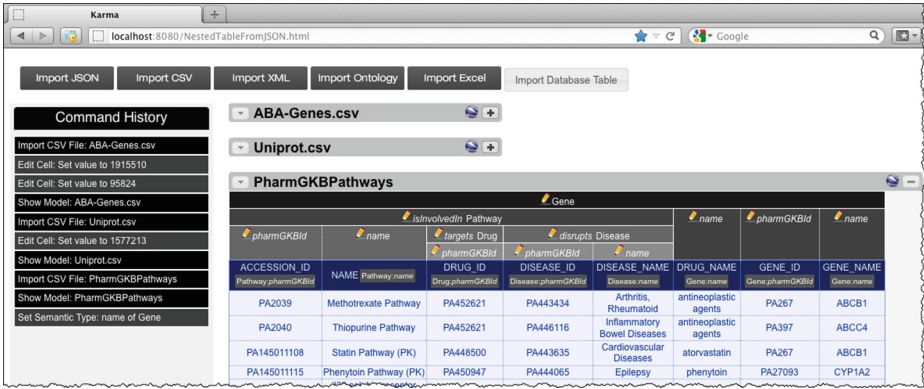 Karma
localhost:8080/NestedTableFromJSON.html
Google
Import JSON Import CSV Import XML Import Ontology Import Excel Import Database Table
Command History
Import CSV File: ABA-Genes.csv
Edit Cell: Set value to 1915510
Edit Cell: Set value to 95824
Show Model: ABA-Genes.csv
Import CSV File: Uniprot.csv
Edit Cell: Set value to 1577213
Show Model: Uniprot.csv
Import CSV File: PharmGKBPathways
Show Model: PharmGKBPathways
Set Semantic Type: name of Gene
ABA-Genes.csv
Uniprot.csv
PharmGKBPathways
Gene
isInvolvedIn Pathway name pharmGKBId name
pharmGKBId name targets Drug disrupts Disease
pharmGKBId pharmGKBId name
ACCESSION_ID NAME Pathway:name DRUG_ID DISEASE_ID DISEASE_NAME DRUG_NAME GENE_ID GENE_NAME
Pathway:pharmGKBId Drug:pharmGKBId Disease:pharmGKBId Disease:name Gene:name Gene:pharmGKBId Gene:name
PA2039 Methotrexate Pathway PA452621 PA443434 Arthritis, Rheumatoid antineoplastic agents PA267 ABCB1
PA2040 Thiopurine Pathway PA452621 PA446116 Inflammatory Bowel Diseases antineoplastic agents PA397 ABCC4
PA145011108 Statin Pathway (PK) PA448500 PA443635 Cardiovascular Diseases atorvastatin PA267 ABCB1
PA145011115 Phenytoin Pathway (PK) PA450947 PA444065 Epilepsy phenytoin PA27093 CYP1A2